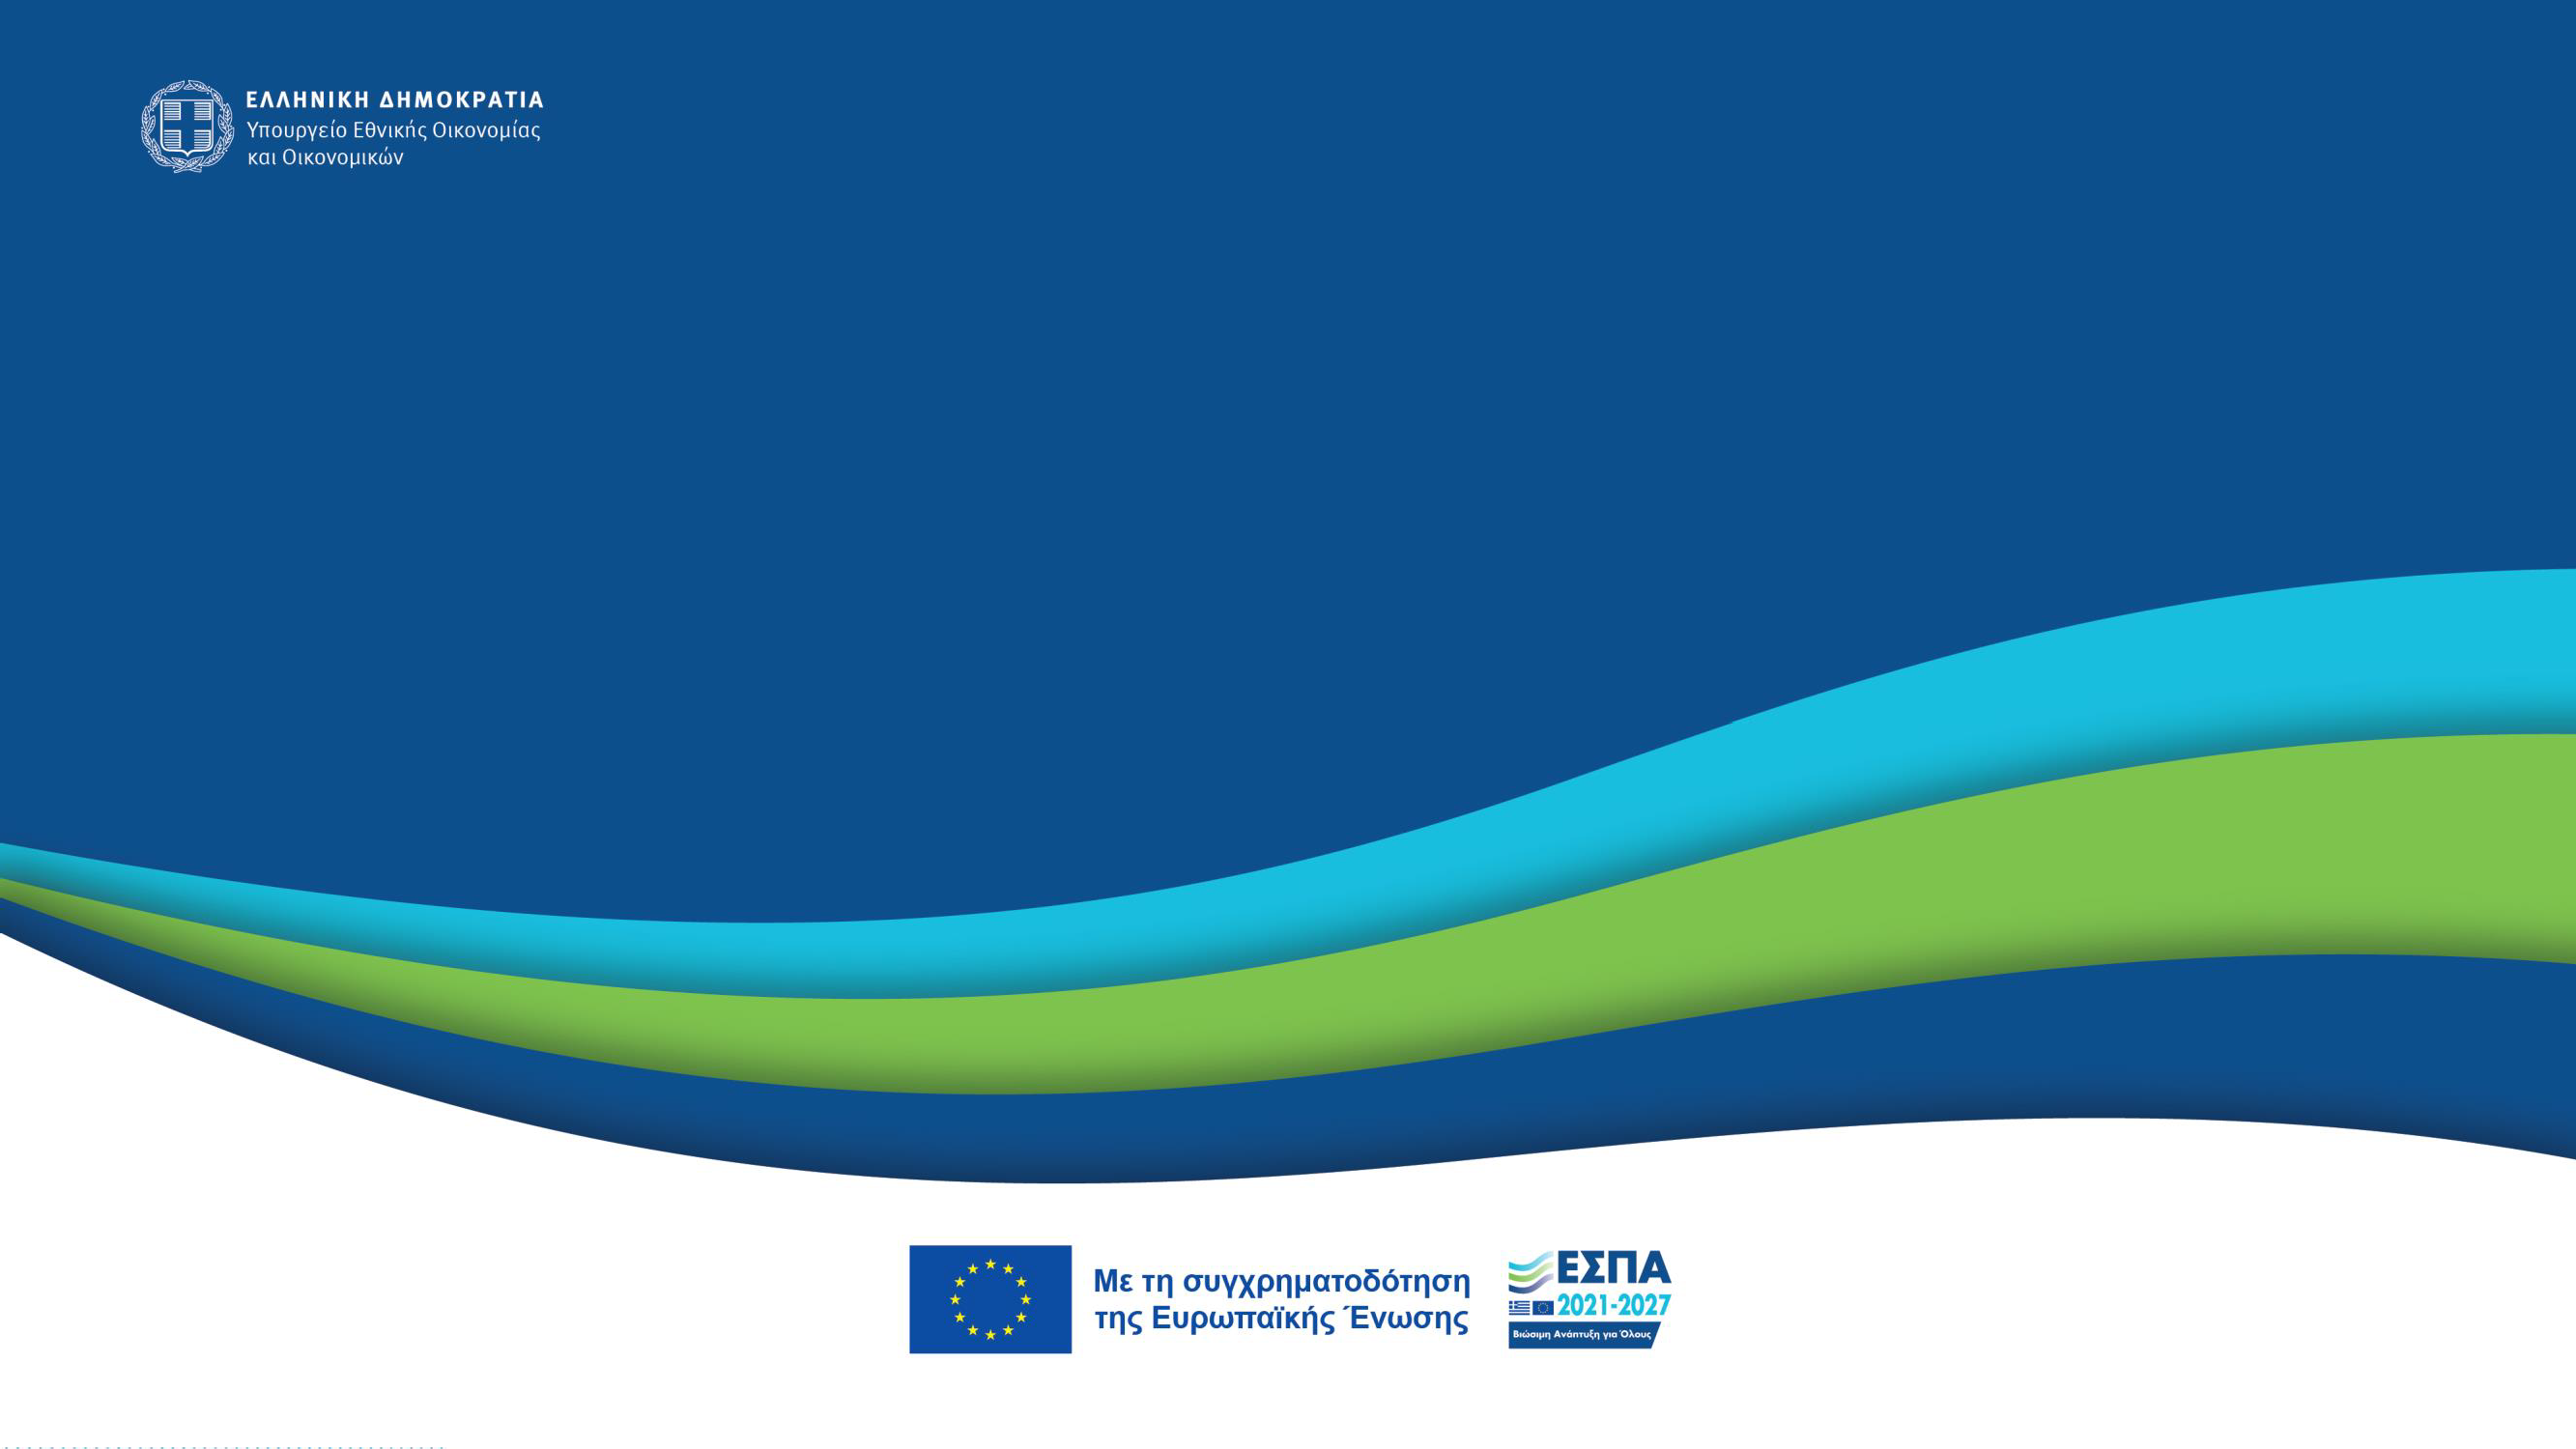 ΕΛΛΗΝΙΚΗ ΔΗΜΟΚΡΑΤΙΑ
Υπουργείο Εθνικής Οικονομίας
και Οικονομικών
Με τη συγχρηματοδότηση
της Ευρωπαϊκής Ένωσης
ΕΣΠΑ
2021-2027
Βιώσιμη Ανάπτυξη για Όλους